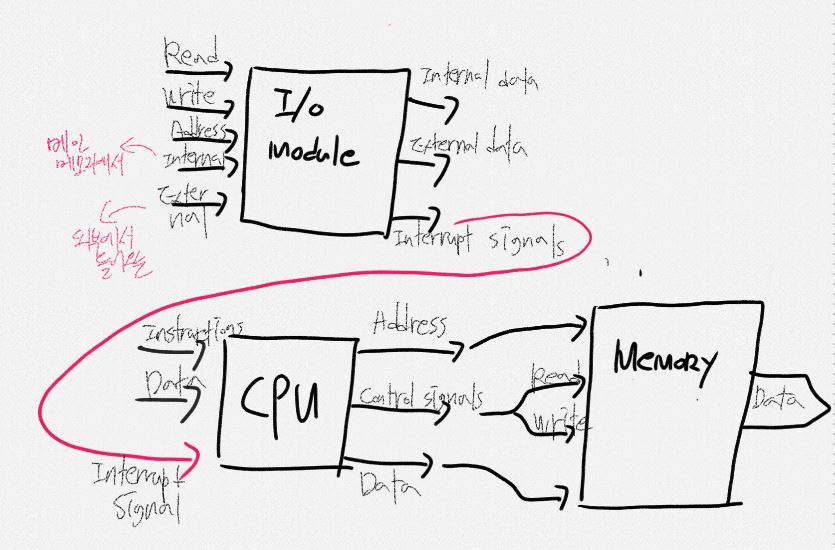 Read
Write
Address
Internal
Exter
nal
메인
메모리에서
외부에서
들어오는
I/O
Module
Internal data
External data
Interrupt signals
Instructions
Data
Interrupt
Signal
CPU
Address
Control signals
Data
Read
Write
Memory
Data